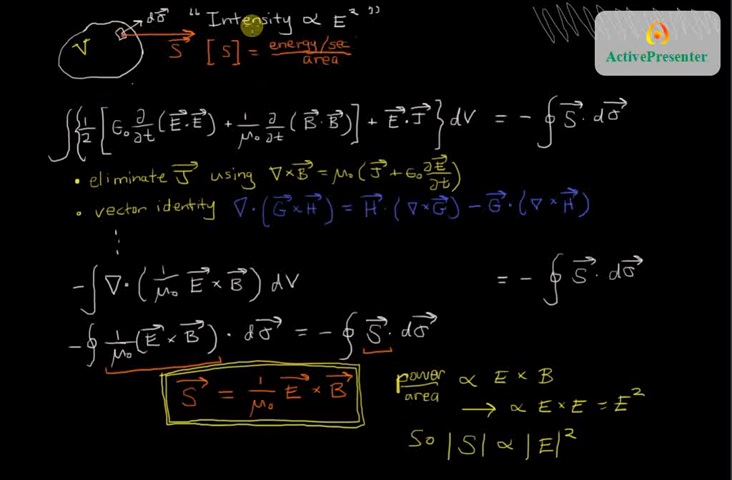 V dσ⃗ "Intensity ∝ E²"
S⃗ [S] = energy/sec / area
ActivePresenter
∫{½[ϵ₀ ∂/∂t (E⃗·E⃗) + 1/μ₀ ∂/∂t (B⃗·B⃗)] + E⃗·J⃗} dV = -∮ S⃗·dσ⃗
• eliminate J⃗ using ∇×B⃗ = μ₀(J⃗ + ϵ₀ ∂E⃗/∂t)
• vector identity ∇·(G⃗×H⃗) = H⃗·(∇×G⃗) - G⃗·(∇×H⃗)
⋮
-∫∇·(1/μ₀ E⃗×B⃗) dV = -∮ S⃗·dσ⃗
-∮ 1/μ₀ (E⃗×B⃗)·dσ⃗ = -∮ S⃗·dσ⃗
S⃗ = 1/μ₀ E⃗×B⃗
power/area ∝ E×B
→ ∝ E×E = E²
So |S| ∝ |E|²